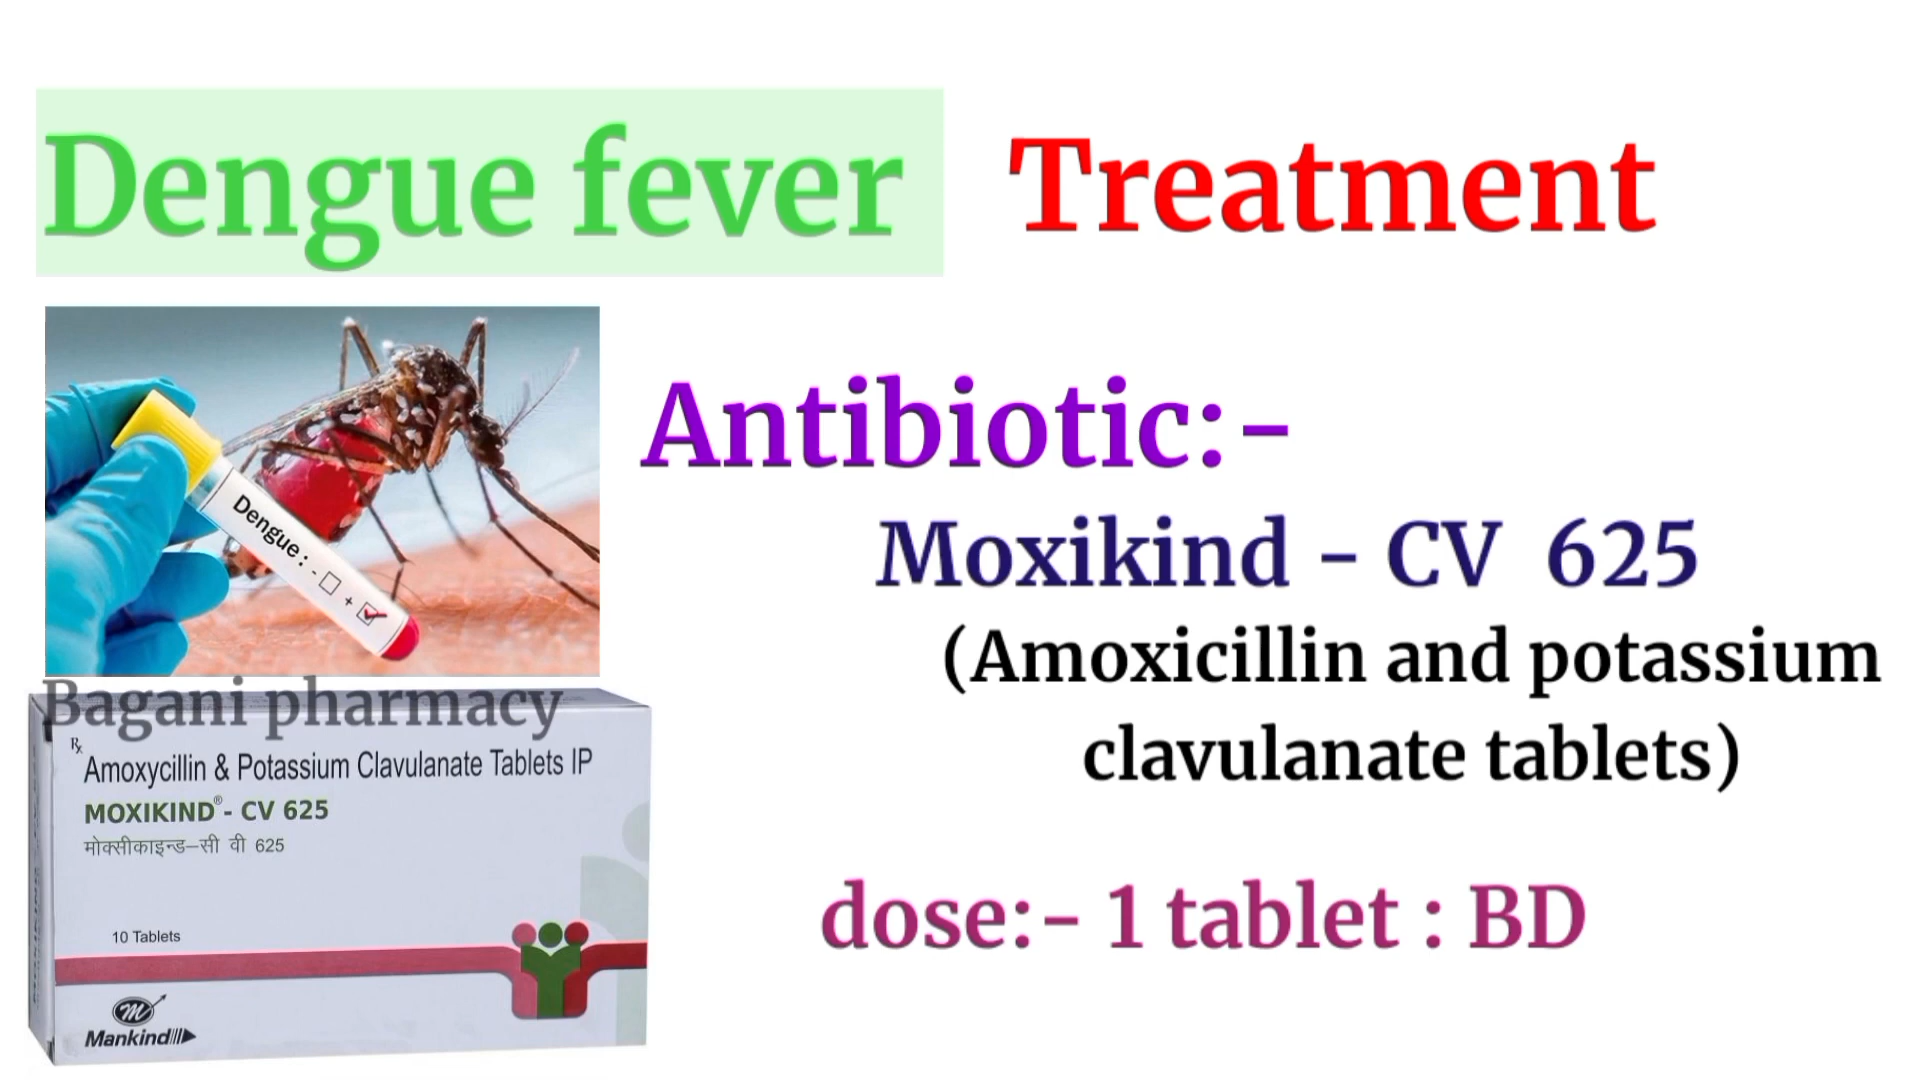 Dengue fever Treatment
Dengue : - +
Antibiotic:-
Moxikind - CV 625
(Amoxicillin and potassium
clavulanate tablets)
dose:- 1 tablet : BD
Bagani pharmacy
Rx
Amoxycillin & Potassium Clavulanate Tablets IP
MOXIKIND® - CV 625
मोक्सीकाइन्ड–सी वी 625
10 Tablets
Mankind